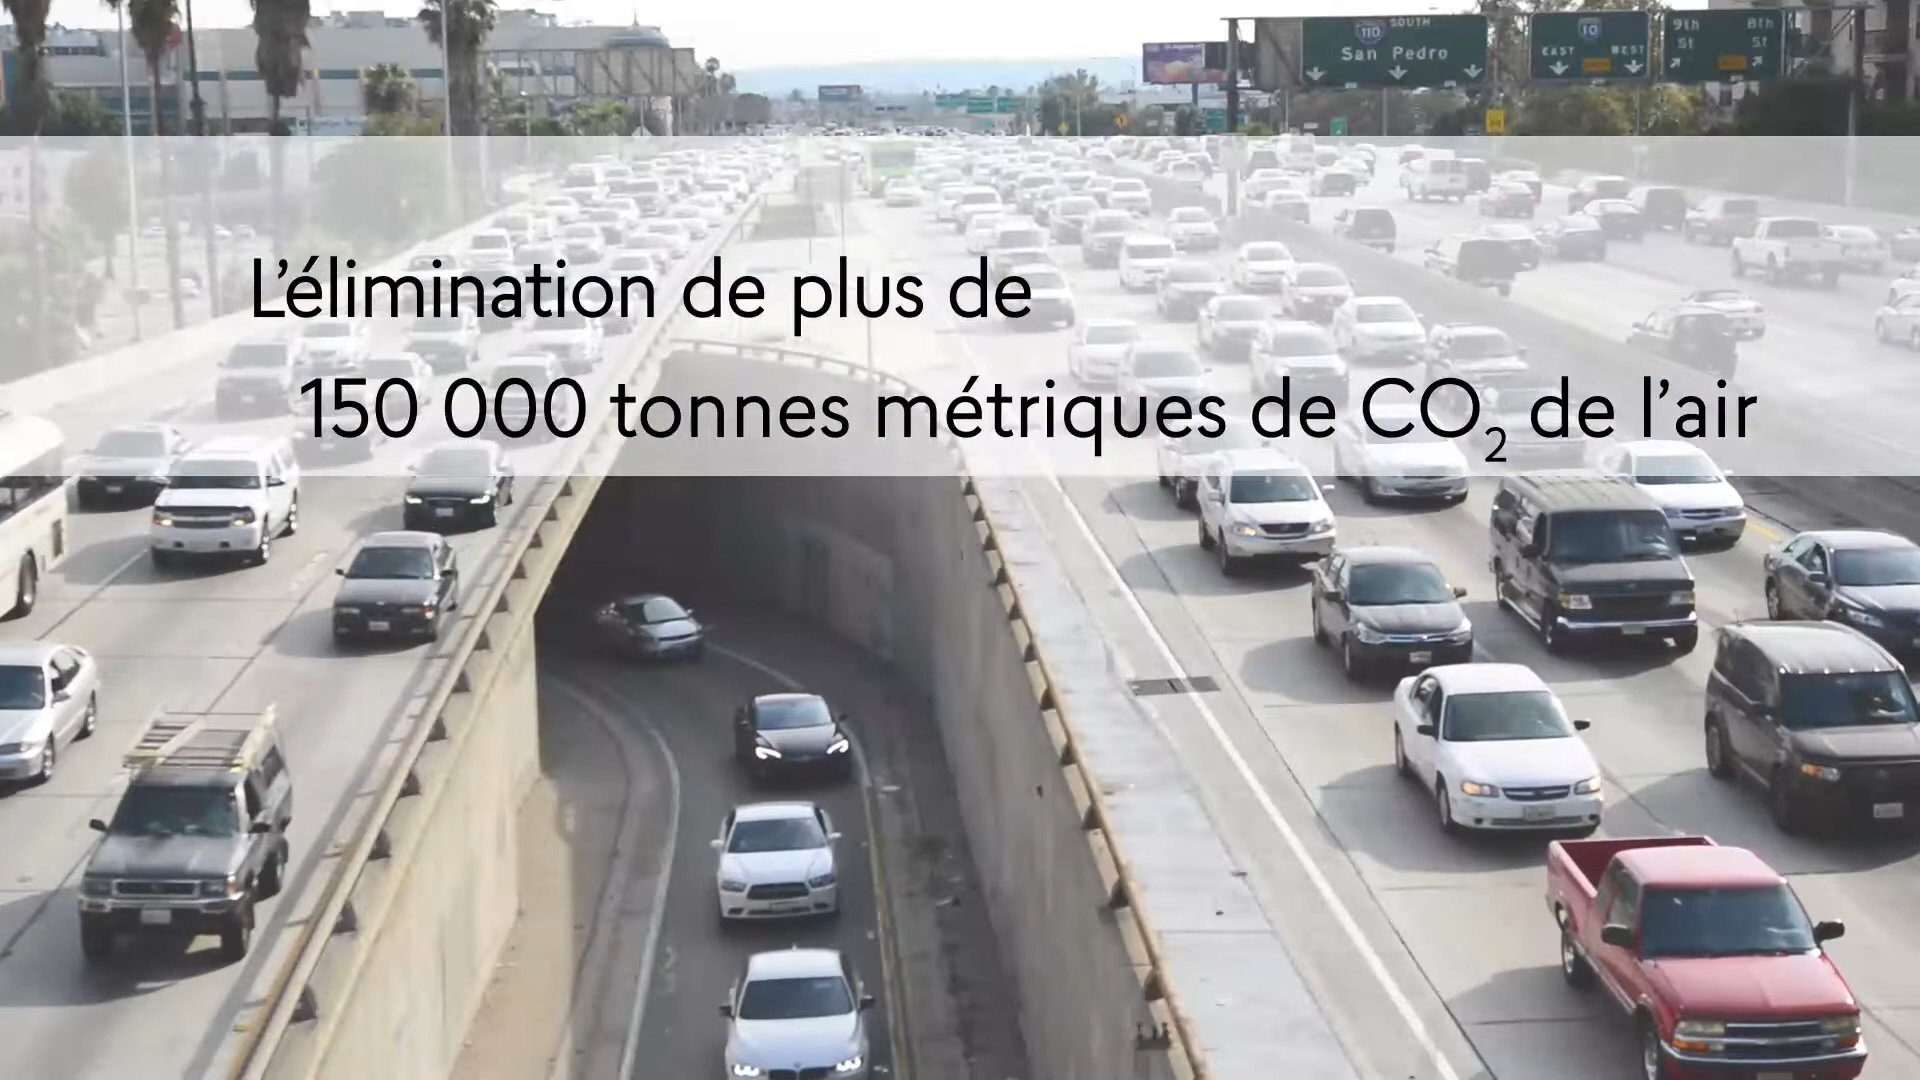 SOUTH
110
San Pedro
10
EAST WEST
9th St
8th St
L’élimination de plus de
150 000 tonnes métriques de CO₂ de l’air